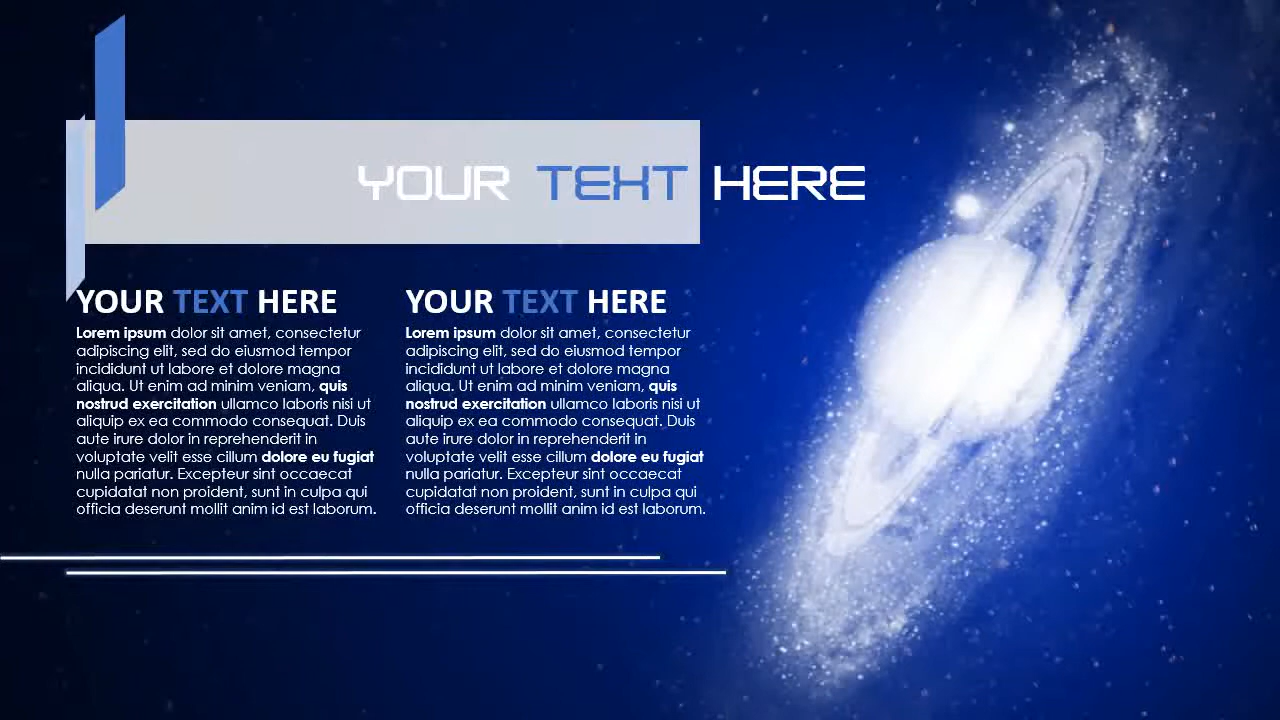 YOUR TEXT HERE
YOUR TEXT HERE
Lorem ipsum dolor sit amet, consectetur
adipiscing elit, sed do eiusmod tempor
incididunt ut labore et dolore magna
aliqua. Ut enim ad minim veniam, quis
nostrud exercitation ullamco laboris nisi ut
aliquip ex ea commodo consequat. Duis
aute irure dolor in reprehenderit in
voluptate velit esse cillum dolore eu fugiat
nulla pariatur. Excepteur sint occaecat
cupidatat non proident, sunt in culpa qui
officia deserunt mollit anim id est laborum.
YOUR TEXT HERE
Lorem ipsum dolor sit amet, consectetur
adipiscing elit, sed do eiusmod tempor
incididunt ut labore et dolore magna
aliqua. Ut enim ad minim veniam, quis
nostrud exercitation ullamco laboris nisi ut
aliquip ex ea commodo consequat. Duis
aute irure dolor in reprehenderit in
voluptate velit esse cillum dolore eu fugiat
nulla pariatur. Excepteur sint occaecat
cupidatat non proident, sunt in culpa qui
officia deserunt mollit anim id est laborum.